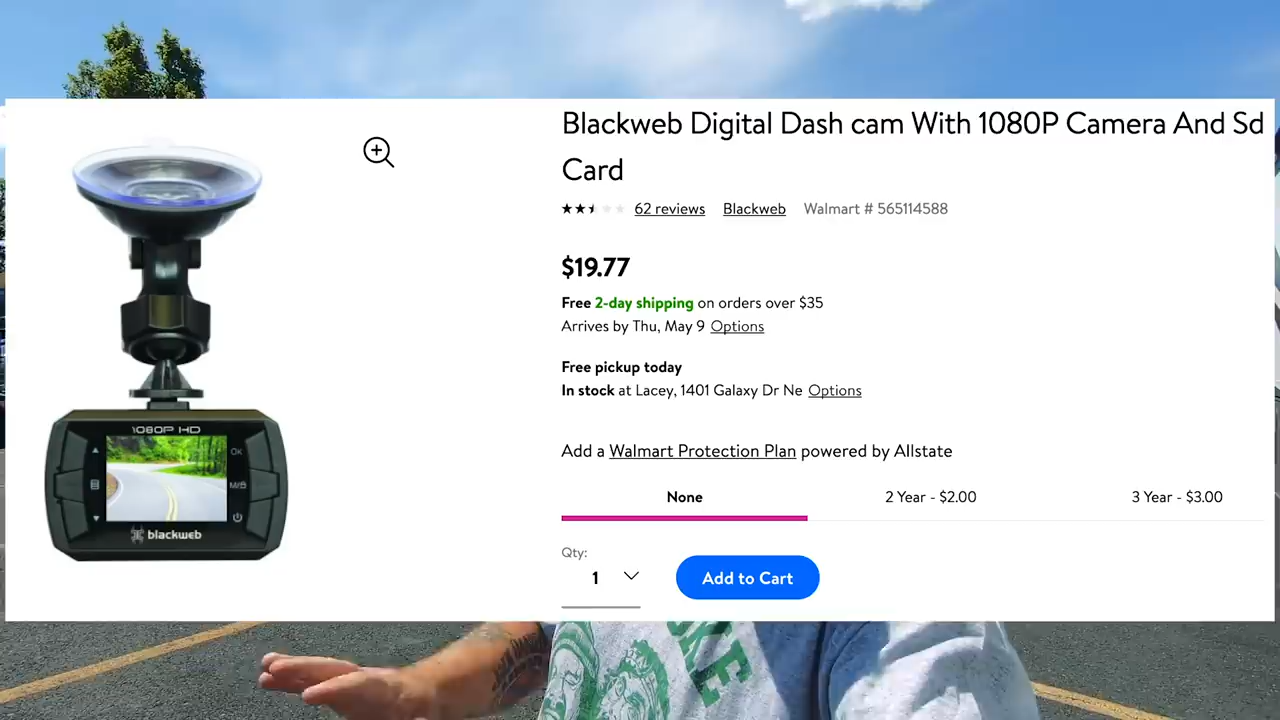 Blackweb Digital Dash cam With 1080P Camera And Sd
Card
62 reviews Blackweb Walmart # 565114588
$19.77
Free 2-day shipping on orders over $35
Arrives by Thu, May 9 Options
Free pickup today
In stock at Lacey, 1401 Galaxy Dr Ne Options
Add a Walmart Protection Plan powered by Allstate
None 2 Year - $2.00 3 Year - $3.00
Qty:
1 Add to Cart
1080P HD
OK
M/
blackweb